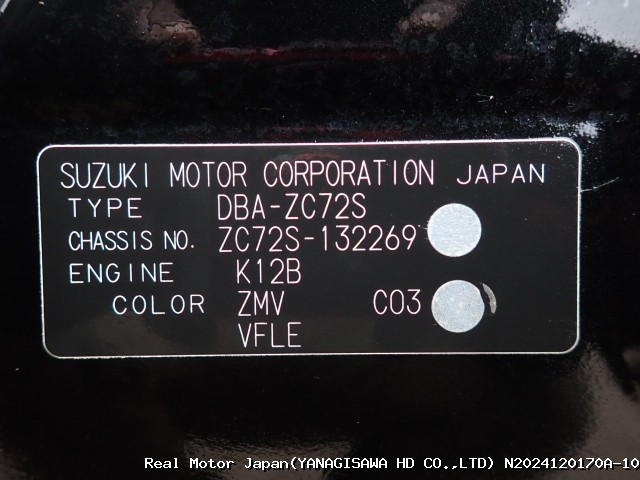 SUZUKI MOTOR CORPORATION JAPAN
TYPE DBA-ZC72S
CHASSIS NO. ZC72S-132269
ENGINE K12B
COLOR ZMV C03
VFLE
Real Motor Japan(YANAGISAWA HD CO.,LTD) N2024120170A-10